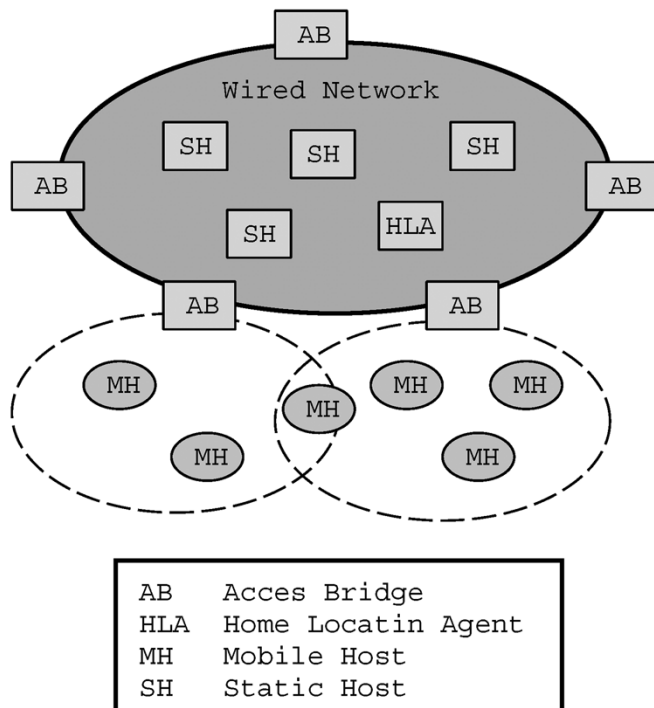 AB
Wired Network
SH
SH
SH
AB
AB
SH
HLA
AB
AB
MH
MH
MH
MH
MH
MH
AB Acces Bridge
HLA Home Locatin Agent
MH Mobile Host
SH Static Host